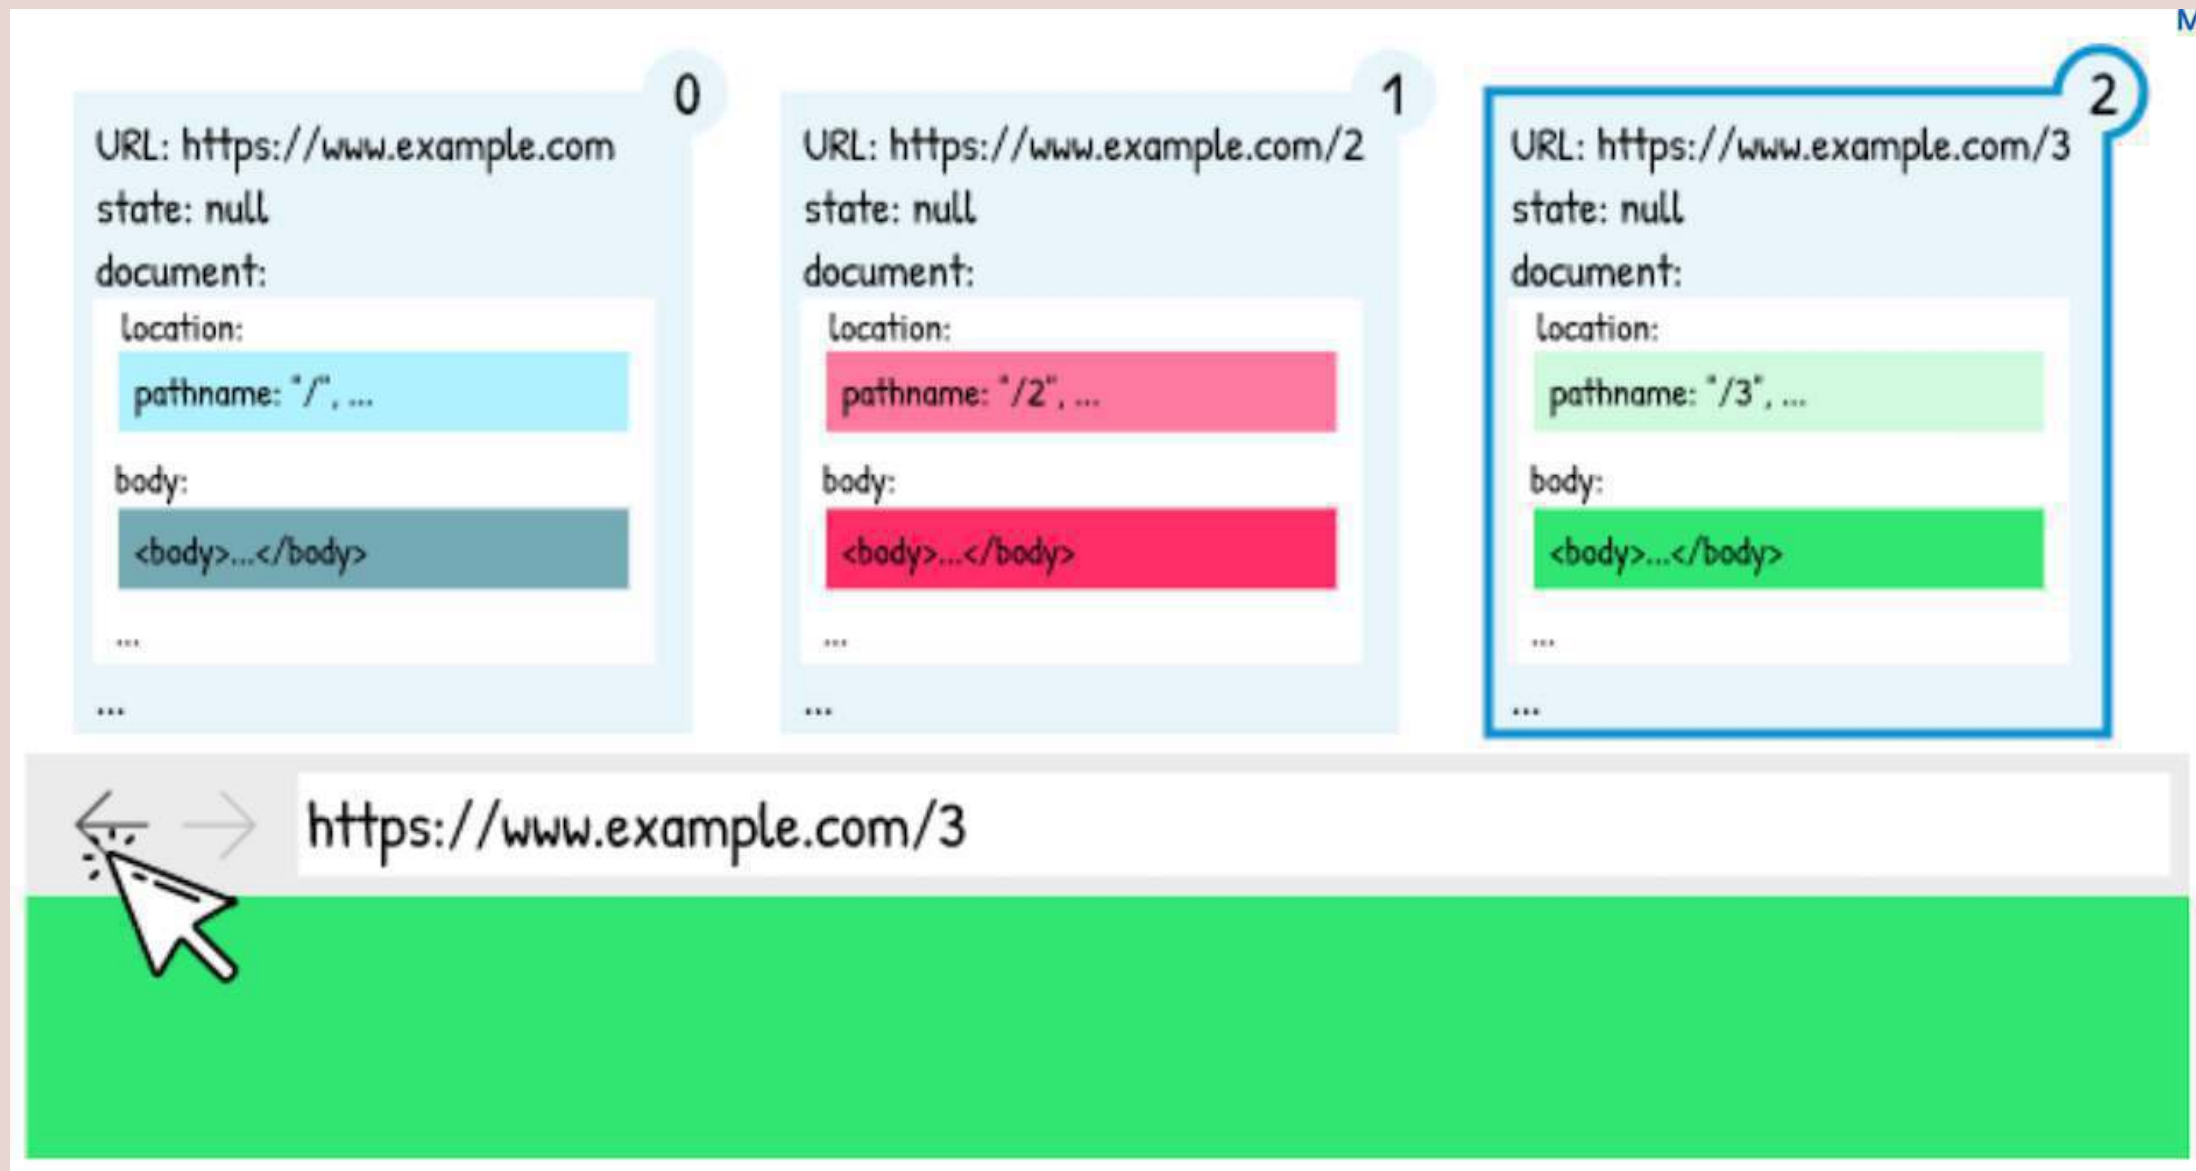 0
URL: https://www.example.com
state: null
document:
location:
pathname: "/", ...
body:
<body>...</body>
...
...
1
URL: https://www.example.com/2
state: null
document:
location:
pathname: "/2", ...
body:
<body>...</body>
...
...
2
URL: https://www.example.com/3
state: null
document:
location:
pathname: "/3", ...
body:
<body>...</body>
...
...
https://www.example.com/3